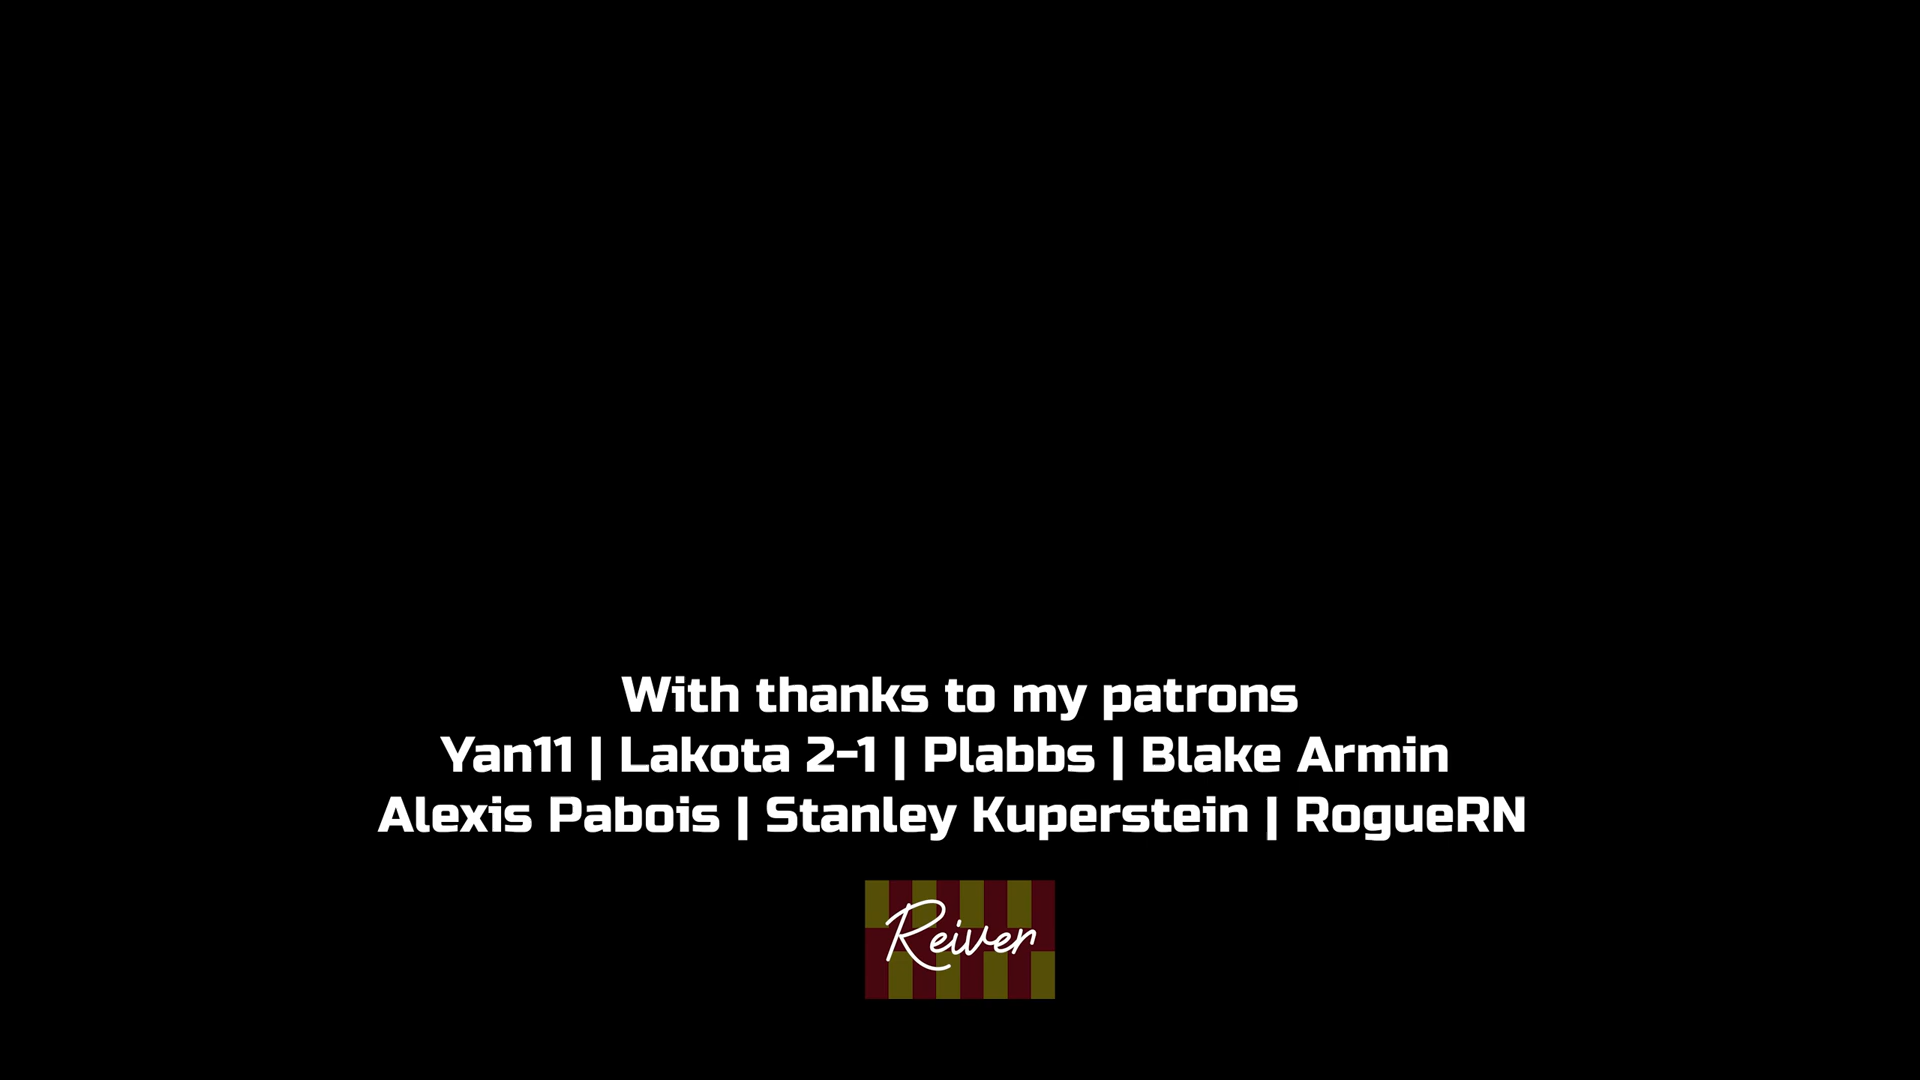 With thanks to my patrons
Yan11 | Lakota 2-1 | Plabbs | Blake Armin
Alexis Pabois | Stanley Kuperstein | RogueRN
Reiver